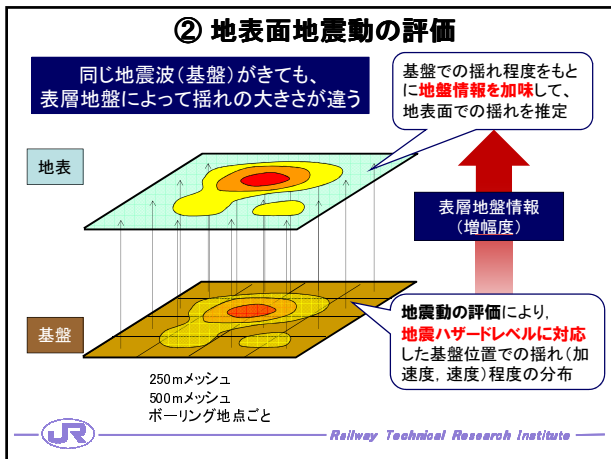 ② 地表面地震動の評価
同じ地震波(基盤)がきても、
表層地盤によって揺れの大きさが違う
基盤での揺れ程度をもと
に地盤情報を加味して、
地表面での揺れを推定
地表
表層地盤情報
(増幅度)
基盤
地震動の評価により,
地震ハザードレベルに対応
した基盤位置での揺れ(加
速度, 速度)程度の分布
250mメッシュ
500mメッシュ
ボーリング地点ごと
JR
Railway Technical Research Institute